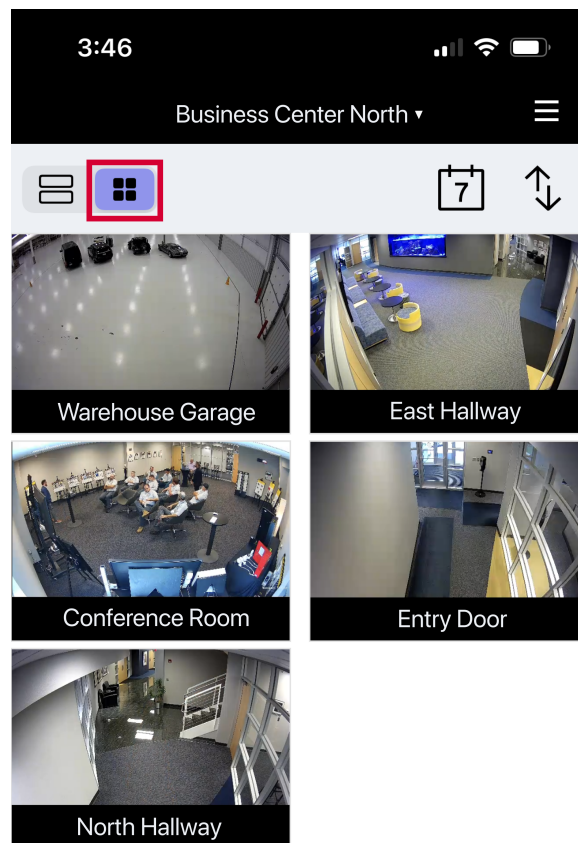 3:46
Business Center North ▾
7
Warehouse Garage
East Hallway
Conference Room
Entry Door
North Hallway